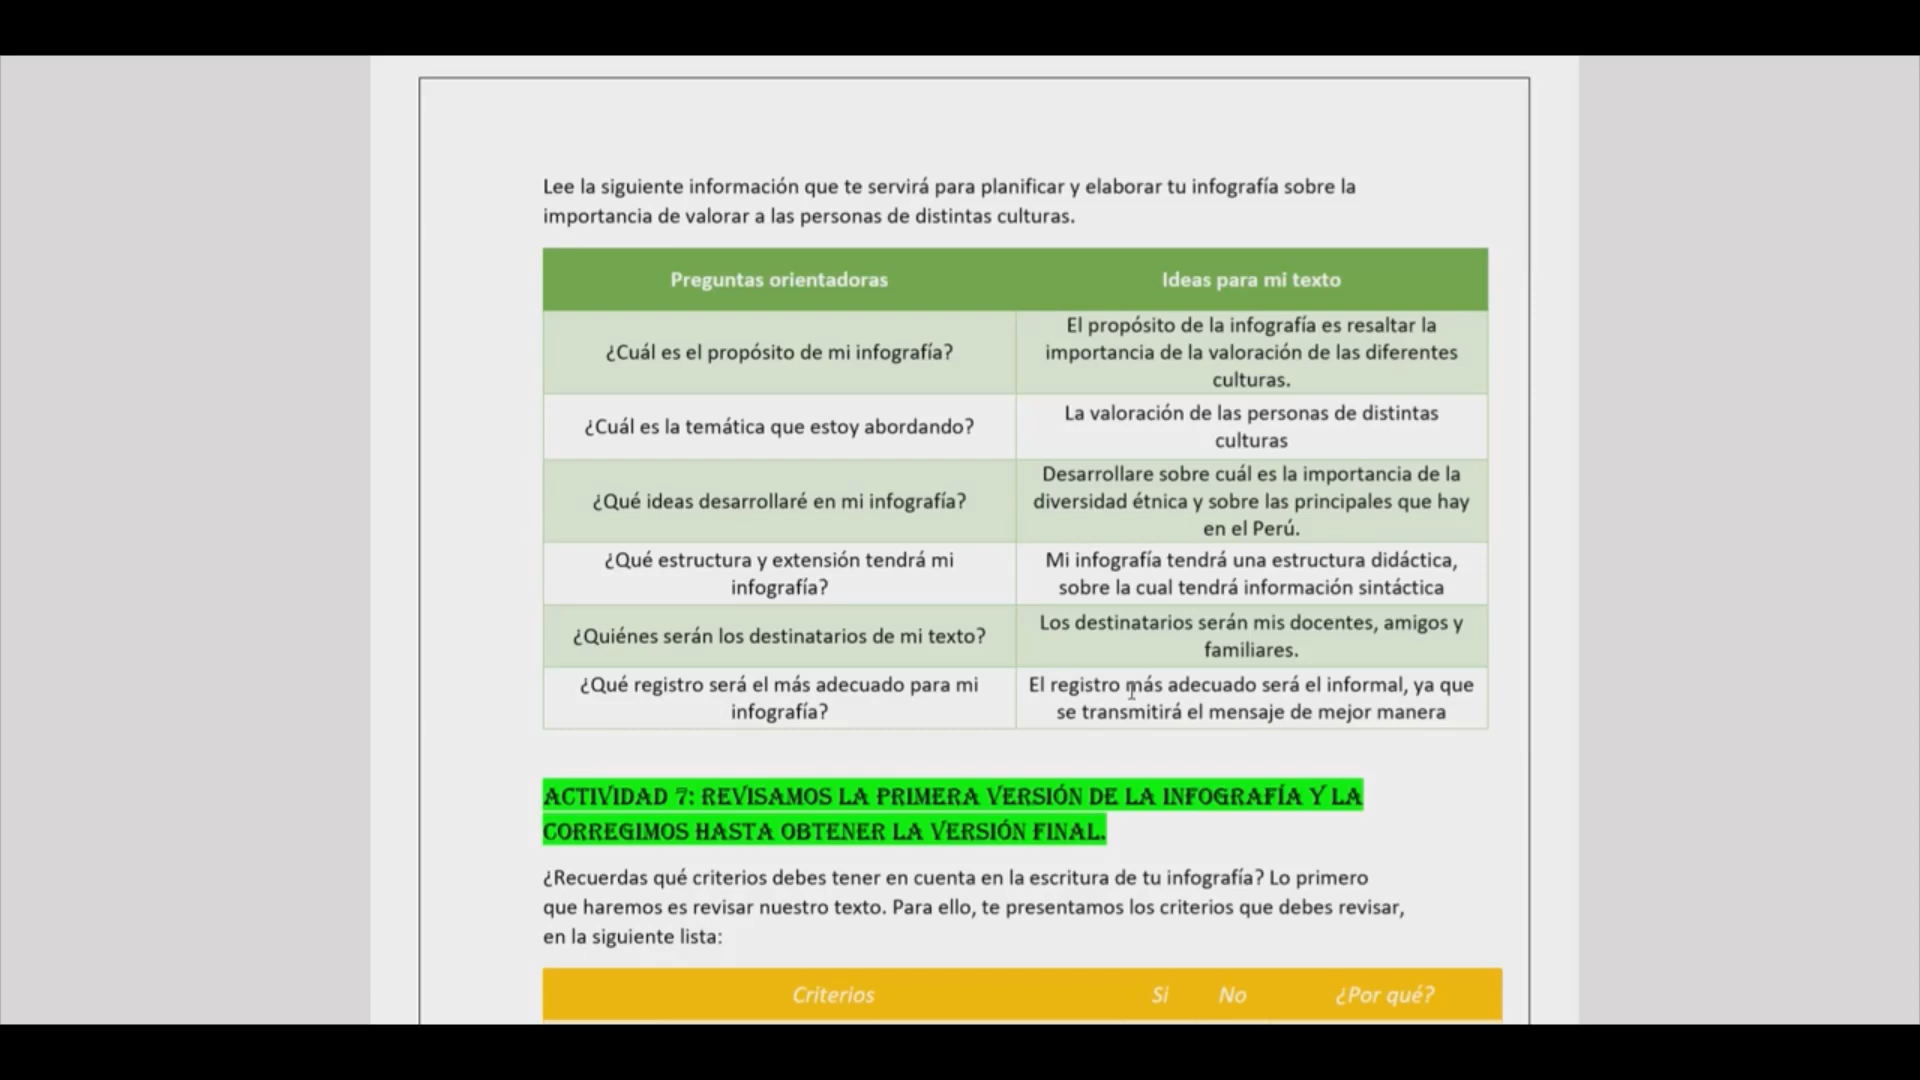 Lee la siguiente información que te servirá para planificar y elaborar tu infografía sobre la
importancia de valorar a las personas de distintas culturas.
Preguntas orientadoras
Ideas para mi texto
¿Cuál es el propósito de mi infografía?
El propósito de la infografía es resaltar la
importancia de la valoración de las diferentes
culturas.
¿Cuál es la temática que estoy abordando?
La valoración de las personas de distintas
culturas
¿Qué ideas desarrollaré en mi infografía?
Desarrollare sobre cuál es la importancia de la
diversidad étnica y sobre las principales que hay
en el Perú.
¿Qué estructura y extensión tendrá mi
infografía?
Mi infografía tendrá una estructura didáctica,
sobre la cual tendrá información sintáctica
¿Quiénes serán los destinatarios de mi texto?
Los destinatarios serán mis docentes, amigos y
familiares.
¿Qué registro será el más adecuado para mi
infografía?
El registro más adecuado será el informal, ya que
se transmitirá el mensaje de mejor manera
ACTIVIDAD 7: REVISAMOS LA PRIMERA VERSIÓN DE LA INFOGRAFÍA Y LA
CORREGIMOS HASTA OBTENER LA VERSIÓN FINAL.
¿Recuerdas qué criterios debes tener en cuenta en la escritura de tu infografía? Lo primero
que haremos es revisar nuestro texto. Para ello, te presentamos los criterios que debes revisar,
en la siguiente lista:
Criterios Si No ¿Por qué?